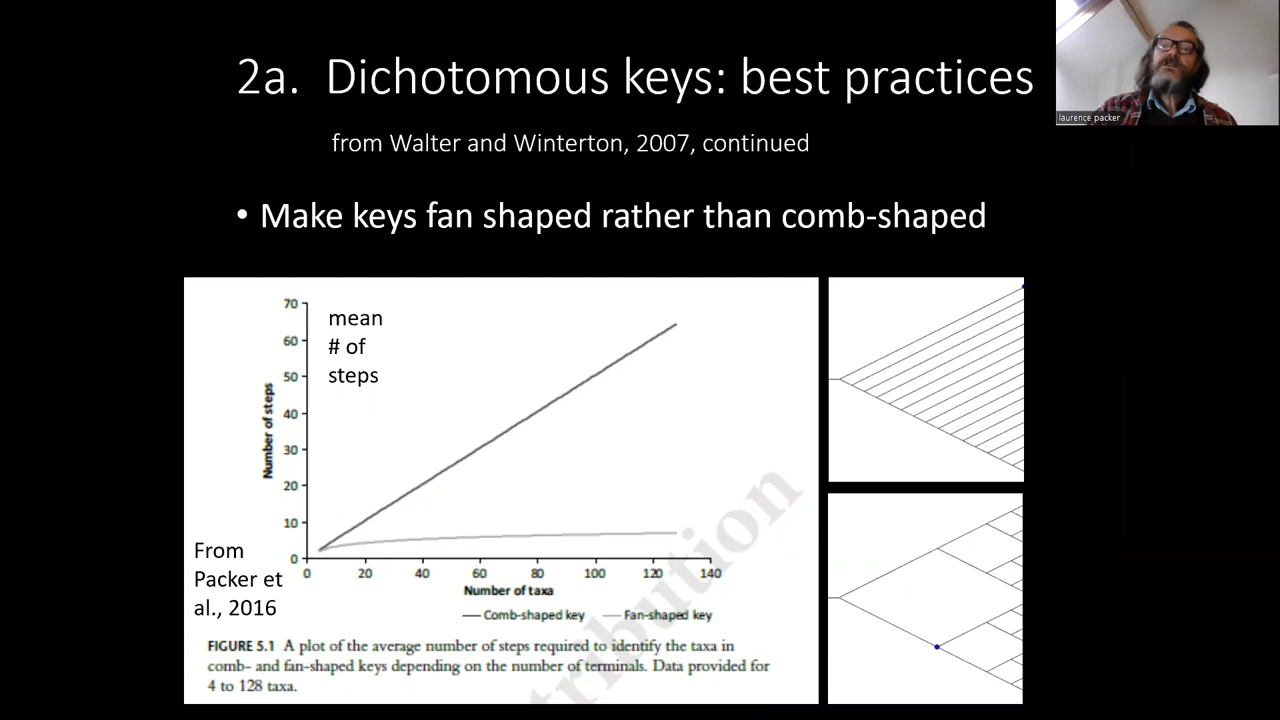 2a. Dichotomous keys: best practices
laurence packer
from Walter and Winterton, 2007, continued
• Make keys fan shaped rather than comb-shaped
mean
# of
steps
Number of steps
70
60
50
40
30
20
10
0
0 20 40 60 80 100 120 140
Number of taxa
Comb-shaped key Fan-shaped key
From
Packer et
al., 2016
FIGURE 5.1 A plot of the average number of steps required to identify the taxa in
comb- and fan-shaped keys depending on the number of terminals. Data provided for
4 to 128 taxa.
tribution